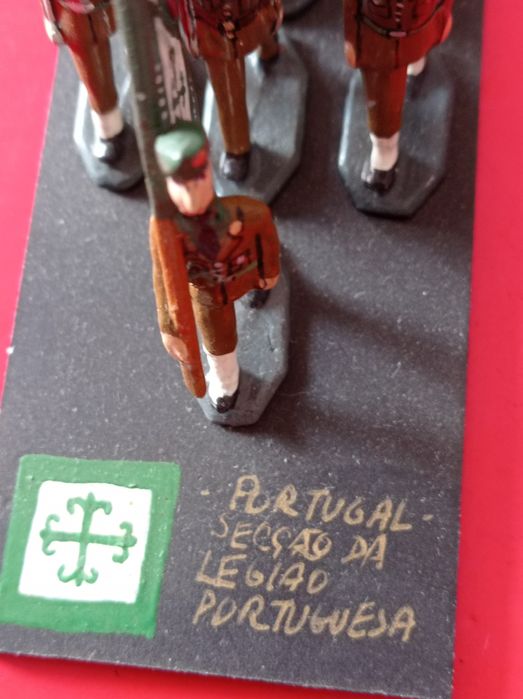 - PORTUGAL -
SECÇÃO DA
LEGIÃO
PORTUGUESA